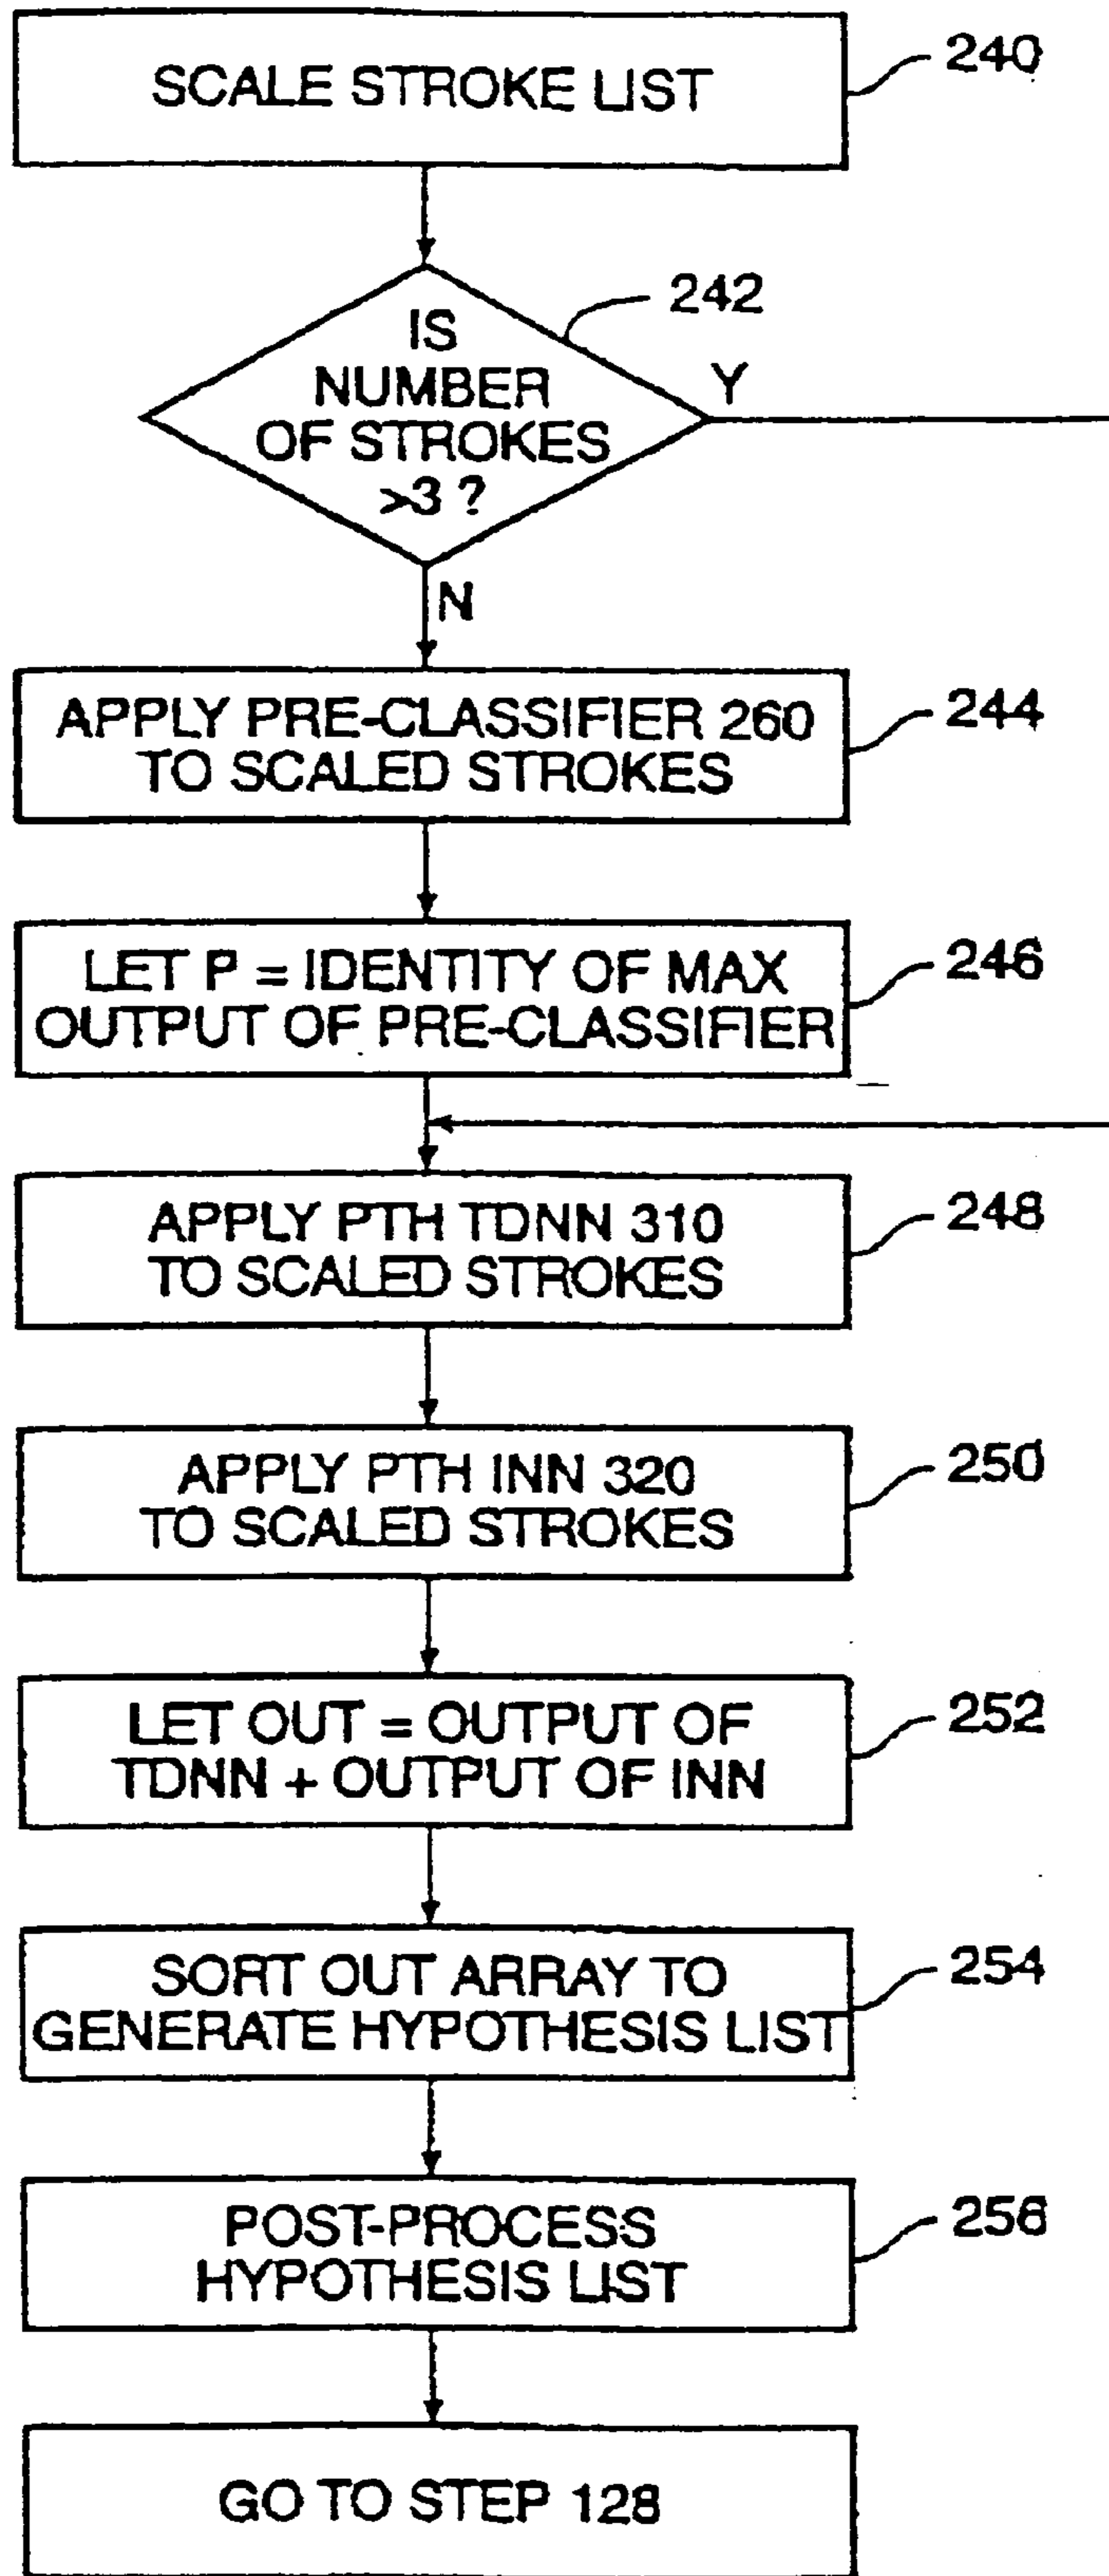 SCALE STROKE LIST
240
242
IS
NUMBER
OF STROKES
>3 ?
Y
N
APPLY PRE-CLASSIFIER 260
TO SCALED STROKES
244
LET P = IDENTITY OF MAX
OUTPUT OF PRE-CLASSIFIER
246
APPLY PTH TDNN 310
TO SCALED STROKES
248
APPLY PTH INN 320
TO SCALED STROKES
250
LET OUT = OUTPUT OF
TDNN + OUTPUT OF INN
252
SORT OUT ARRAY TO
GENERATE HYPOTHESIS LIST
254
POST-PROCESS
HYPOTHESIS LIST
256
GO TO STEP 128